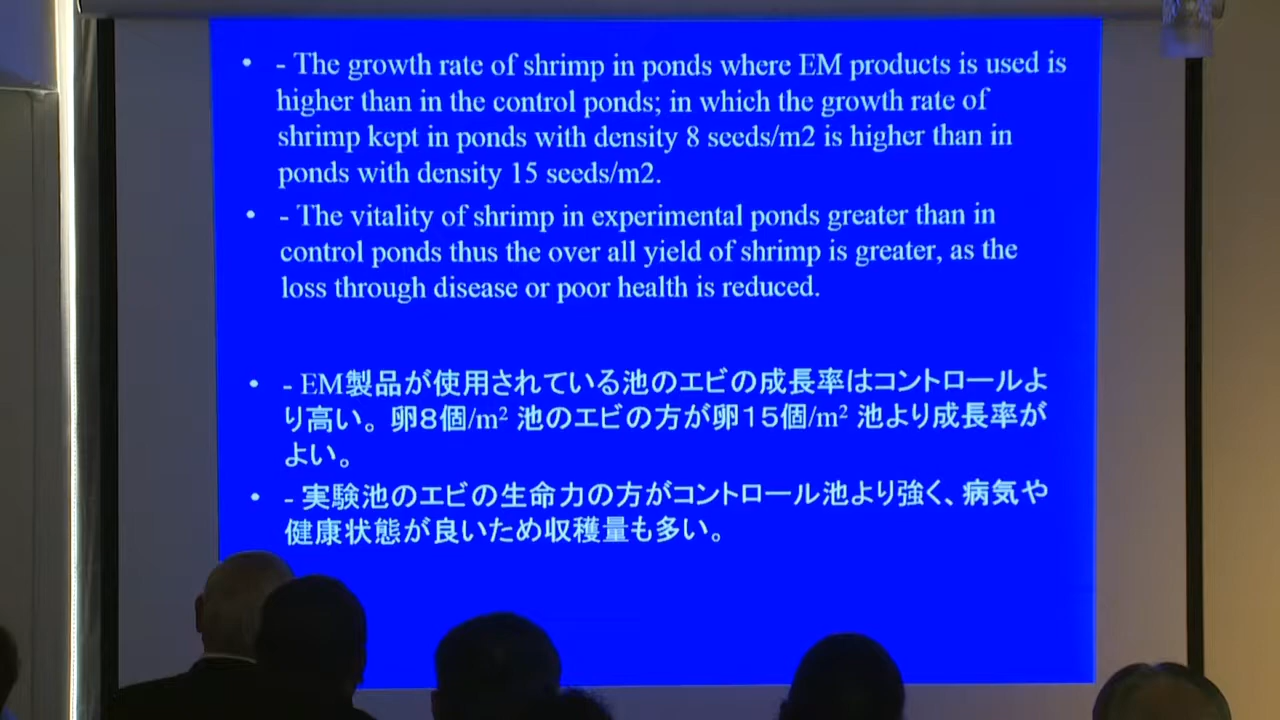 • - The growth rate of shrimp in ponds where EM products is used is
higher than in the control ponds; in which the growth rate of
shrimp kept in ponds with density 8 seeds/m2 is higher than in
ponds with density 15 seeds/m2.
• - The vitality of shrimp in experimental ponds greater than in
control ponds thus the over all yield of shrimp is greater, as the
loss through disease or poor health is reduced.
• - EM製品が使用されている池のエビの成長率はコントロールよ
り高い。卵８個/m² 池のエビの方が卵１５個/m² 池より成長率が
よい。
• - 実験池のエビの生命力の方がコントロール池より強く、病気や
健康状態が良いため収穫量も多い。